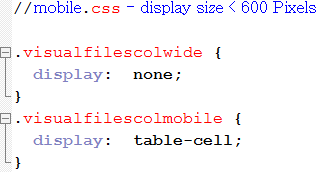 //mobile.css - display size < 600 Pixels
.visualfilescolwide {
display: none;
}
.visualfilescolmobile {
display: table-cell;
}